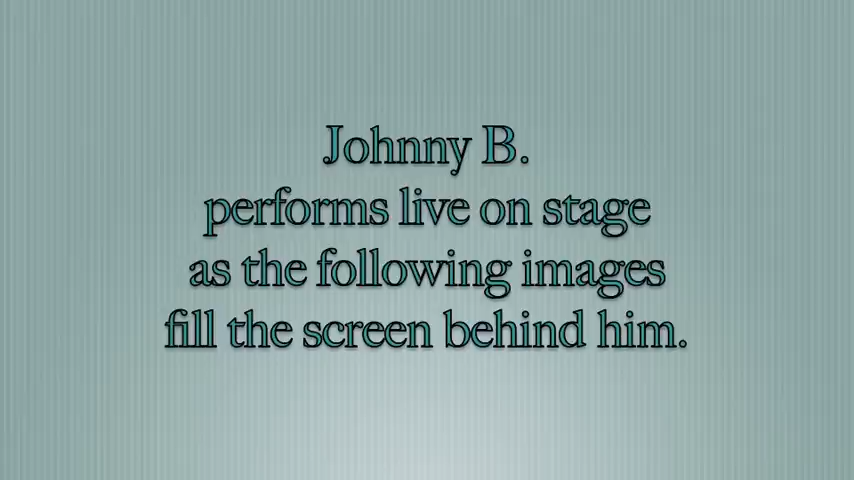 Johnny B.
performs live on stage
as the following images
fill the screen behind him.